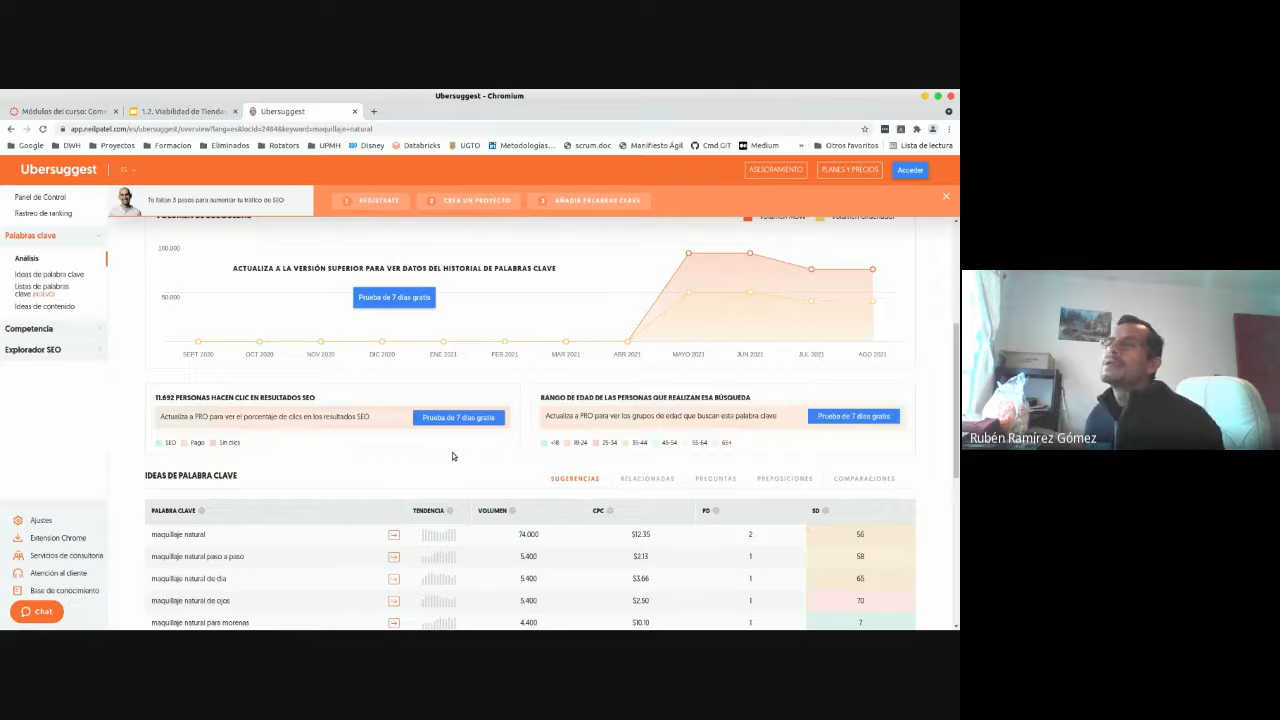 Ubersuggest - Chromium
Módulos del curso: Come
1.2. Viabilidad de Tiendas
Ubersuggest
app.neilpatel.com/es/ubersuggest/overview?lang=es&locId=2484&keyword=maquillaje+natural
Google
DWH
Proyectos
Formacion
Eliminados
Rotators
UPMH
Disney
Databricks
UGTO
Metodologías...
scrum.doc
Manifiesto Ágil
Cmd GIT
Medium
»
Otros favoritos
Lista de lectura
Ubersuggest
ES
ASESORAMIENTO
PLANES Y PRECIOS
Acceder
Panel de Control
Rastreo de ranking
Palabras clave
Análisis
Ideas de palabra clave
Listas de palabras
clave (NUEVO)
Ideas de contenido
Competencia
Explorador SEO
Ajustes
Extension Chrome
Servicios de consultoría
Atención al cliente
Base de conocimiento
Chat
Te faltan 3 pasos para aumentar tu tráfico de SEO
1 REGÍSTRATE
2 CREA UN PROYECTO
3 AÑADIR PALABRAS CLAVE
100.000
50.000
ACTUALIZA A LA VERSIÓN SUPERIOR PARA VER DATOS DEL HISTORIAL DE PALABRAS CLAVE
Prueba de 7 días gratis
SEPT 2020
OCT 2020
NOV 2020
DIC 2020
ENE 2021
FEB 2021
MAR 2021
ABR 2021
MAYO 2021
JUN 2021
JUL 2021
AGO 2021
11.692 PERSONAS HACEN CLIC EN RESULTADOS SEO
Actualiza a PRO para ver el porcentaje de clics en los resultados SEO
Prueba de 7 días gratis
SEO
Pago
Sin clics
RANGO DE EDAD DE LAS PERSONAS QUE REALIZAN ESA BÚSQUEDA
Actualiza a PRO para ver los grupos de edad que buscan esta palabra clave
Prueba de 7 días gratis
<18
18-24
25-34
35-44
45-54
55-64
65+
IDEAS DE PALABRA CLAVE
SUGERENCIAS
RELACIONADAS
PREGUNTAS
PREPOSICIONES
COMPARACIONES
PALABRA CLAVE
TENDENCIA
VOLUMEN
CPC
PD
SD
maquillaje natural 74.000 $12.35 2 56
maquillaje natural paso a paso 5.400 $2.13 1 58
maquillaje natural de dia 5.400 $3.66 1 65
maquillaje natural de ojos 5.400 $2.50 1 70
maquillaje natural para morenas 4.400 $10.10 1 7
Rubén Ramírez Gómez